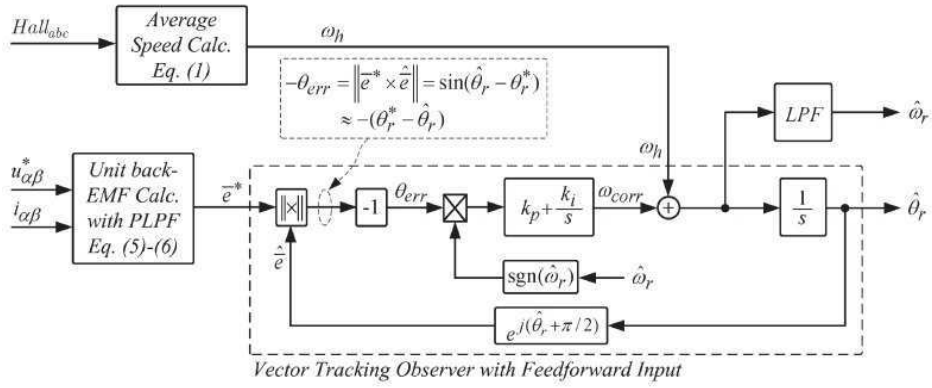 Hall_abc
Average
Speed Calc.
Eq. (1)
ω_h
−θ_err = ‖e̅* × ê̅‖ = sin(θ̂_r − θ_r*)
≈ −(θ_r* − θ̂_r)
LPF
ω̂_r
ω_h
u*_αβ
i_αβ
Unit back-
EMF Calc.
with PLPF
Eq. (5)-(6)
e̅*
‖×‖
-1
θ_err
k_p + k_i/s
ω_corr
+
1/s
θ̂_r
ê̅
sgn(ω̂_r)
ω̂_r
e^j(θ̂_r+π/2)
Vector Tracking Observer with Feedforward Input